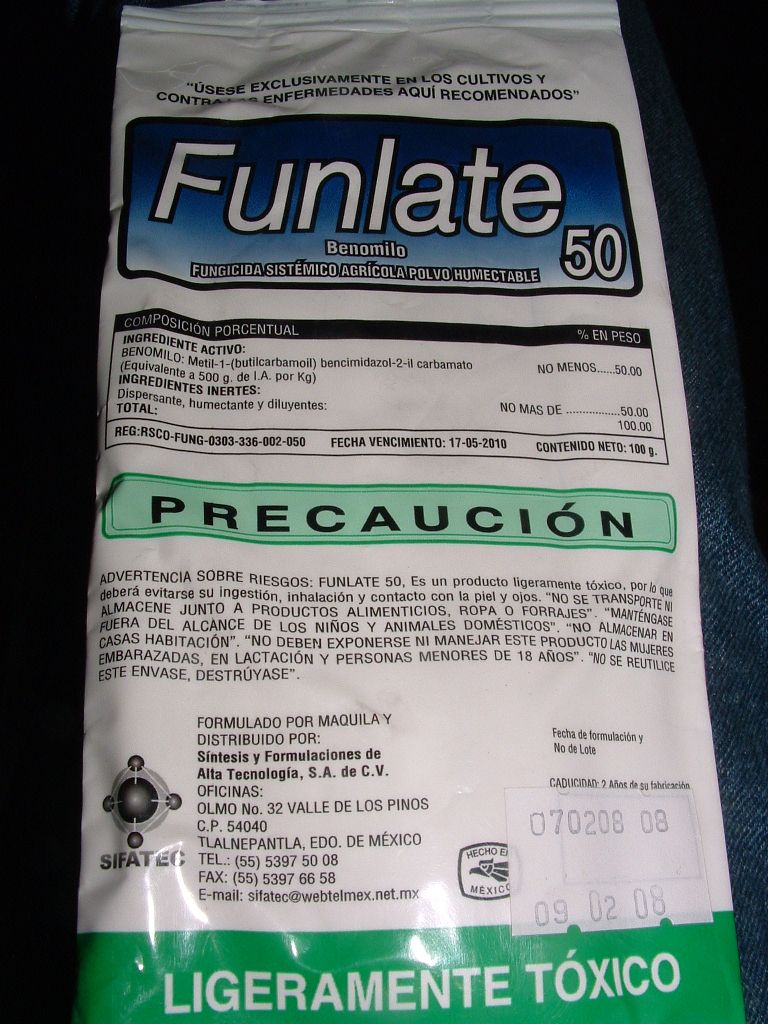 "ÚSESE EXCLUSIVAMENTE EN LOS CULTIVOS Y
CONTRA LAS ENFERMEDADES AQUÍ RECOMENDADOS"
Funlate
50
Benomilo
FUNGICIDA SISTÉMICO AGRÍCOLA POLVO HUMECTABLE
COMPOSICIÓN PORCENTUAL % EN PESO
INGREDIENTE ACTIVO:
BENOMILO: Metil-1-(butilcarbamoil) bencimidazol-2-il carbamato NO MENOS......50.00
(Equivalente a 500 g. de I.A. por Kg)
INGREDIENTES INERTES:
Dispersante, humectante y diluyentes: NO MAS DE ................50.00
TOTAL: 100.00
REG:RSCO-FUNG-0303-336-002-050 FECHA VENCIMIENTO: 17-05-2010 CONTENIDO NETO: 100 g.
PRECAUCIÓN
ADVERTENCIA SOBRE RIESGOS: FUNLATE 50, Es un producto ligeramente tóxico, por lo que
deberá evitarse su ingestión, inhalación y contacto con la piel y ojos. "NO SE TRANSPORTE NI
ALMACENE JUNTO A PRODUCTOS ALIMENTICIOS, ROPA O FORRAJES". "MANTÉNGASE
FUERA DEL ALCANCE DE LOS NIÑOS Y ANIMALES DOMÉSTICOS". "NO ALMACENAR EN
CASAS HABITACIÓN". "NO DEBEN EXPONERSE NI MANEJAR ESTE PRODUCTO LAS MUJERES
EMBARAZADAS, EN LACTACIÓN Y PERSONAS MENORES DE 18 AÑOS". "NO SE REUTILICE
ESTE ENVASE, DESTRÚYASE".
FORMULADO POR MAQUILA Y
DISTRIBUIDO POR:
Síntesis y Formulaciones de
Alta Tecnología, S.A. de C.V.
OFICINAS:
OLMO No. 32 VALLE DE LOS PINOS
C.P. 54040
TLALNEPANTLA, EDO. DE MÉXICO
TEL.: (55) 5397 50 08
FAX: (55) 5397 66 58
E-mail: sifatec@webtelmex.net.mx
SIFATEC
HECHO EN
MÉXICO
Fecha de formulación y
No de Lote
CADUCIDAD: 2 Años de su fabricación
070208 08
09 02 08
LIGERAMENTE TÓXICO